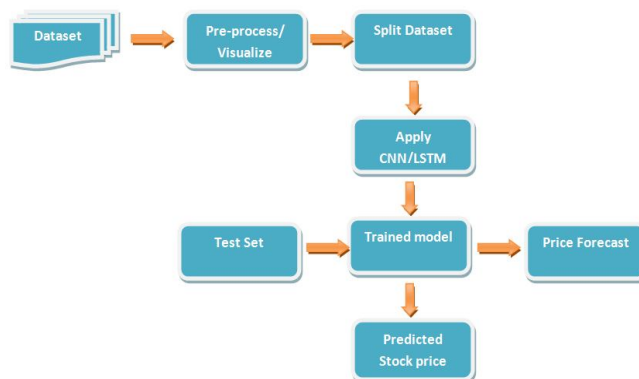 Dataset
Pre-process/
Visualize
Split Dataset
Apply
CNN/LSTM
Test Set
Trained model
Price Forecast
Predicted
Stock price